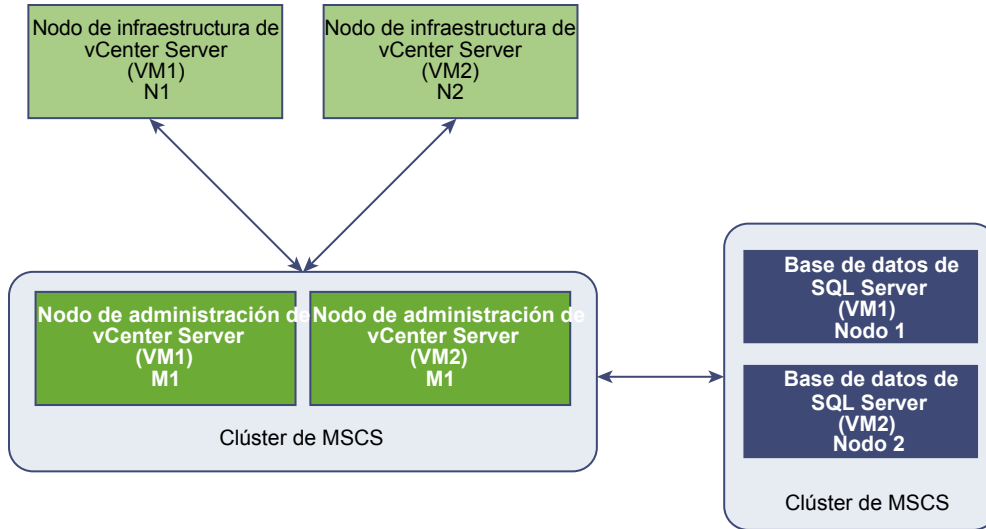 Nodo de infraestructura de
vCenter Server
(VM1)
N1
Nodo de infraestructura de
vCenter Server
(VM2)
N2
Nodo de administración de
vCenter Server
(VM1)
M1
Nodo de administración de
vCenter Server
(VM2)
M1
Clúster de MSCS
Base de datos de
SQL Server
(VM1)
Nodo 1
Base de datos de
SQL Server
(VM2)
Nodo 2
Clúster de MSCS